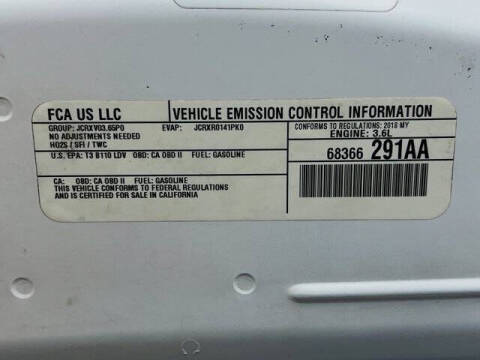 FCA US LLC
VEHICLE EMISSION CONTROL INFORMATION
GROUP: JCRXV03.65P0 EVAP: JCRXR0141PK0
NO ADJUSTMENTS NEEDED
HO2S / SFI / TWC
CONFORMS TO REGULATIONS: 2018 MY
ENGINE: 3.6L
U.S. EPA: T3 B110 LDV OBD: CA OBD II FUEL: GASOLINE
68366 291AA
CA: OBD: CA OBD II FUEL: GASOLINE
THIS VEHICLE CONFORMS TO FEDERAL REGULATIONS
AND IS CERTIFIED FOR SALE IN CALIFORNIA